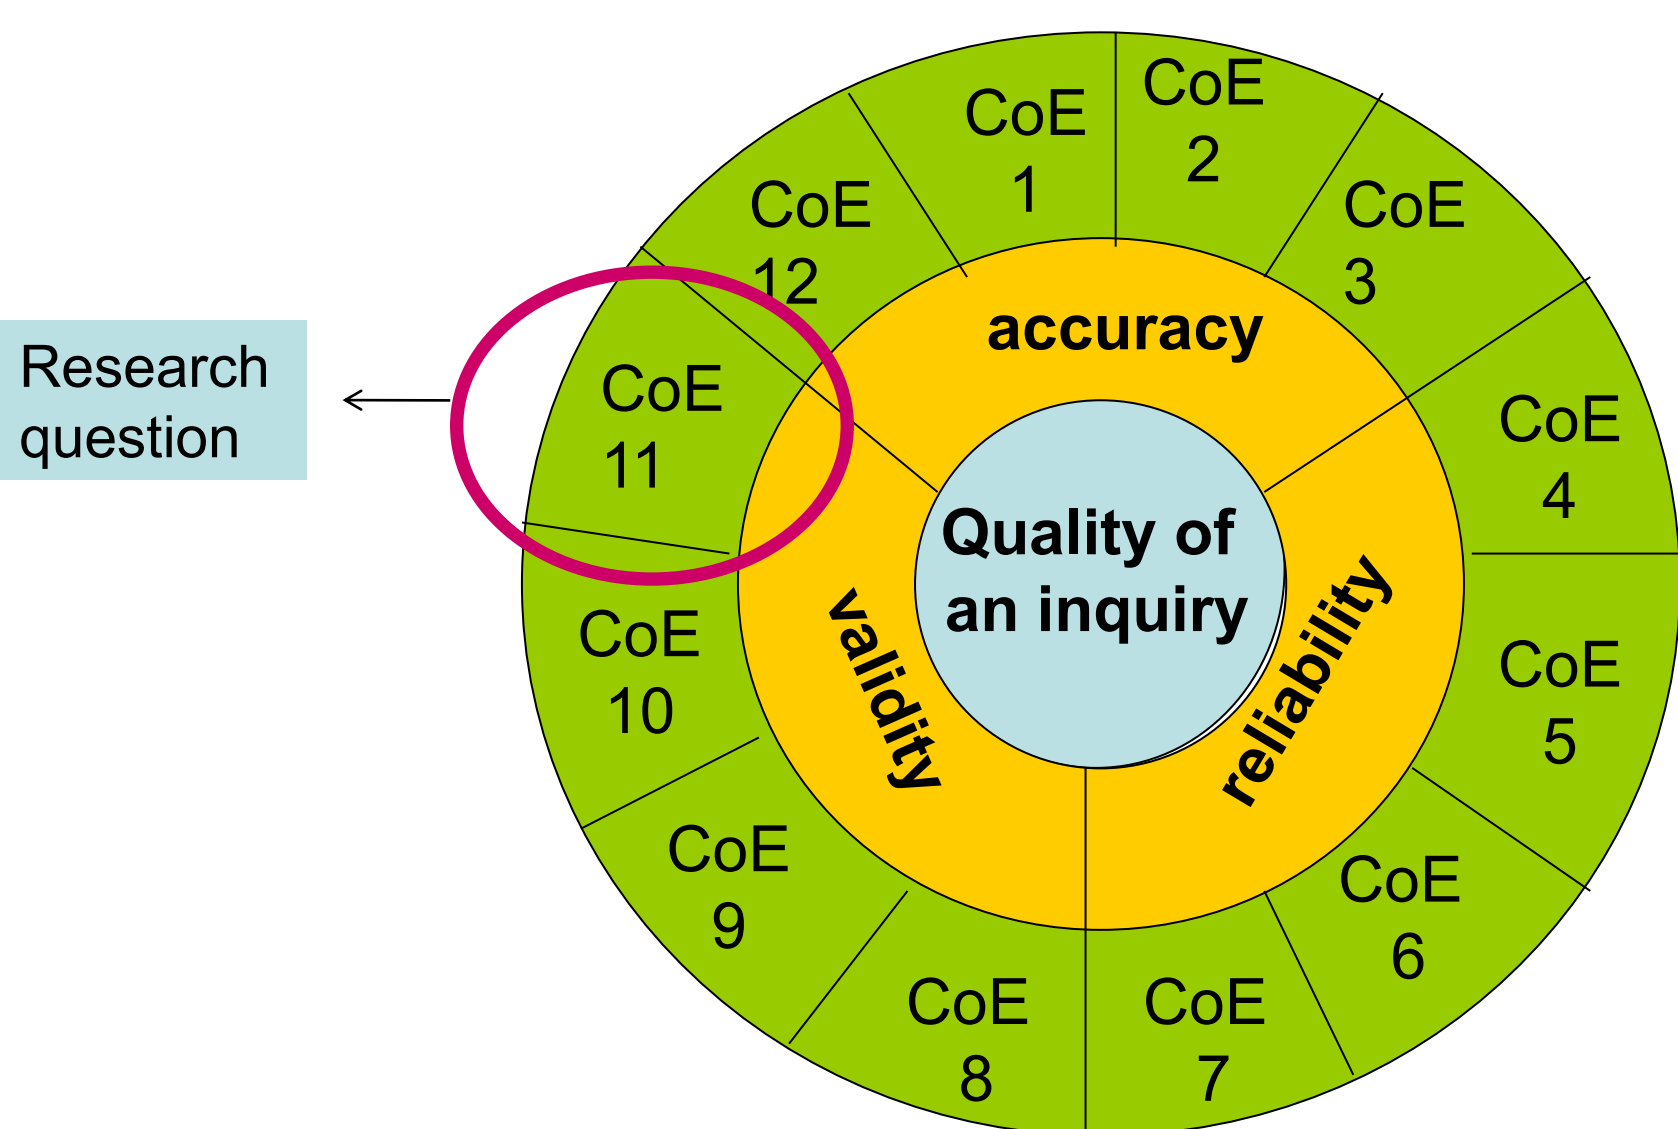 CoE
1
CoE
2
CoE
3
CoE
4
CoE
5
CoE
6
CoE
7
CoE
8
CoE
9
CoE
10
CoE
11
CoE
12
Research
question
accuracy
reliability
validity
Quality of
an inquiry